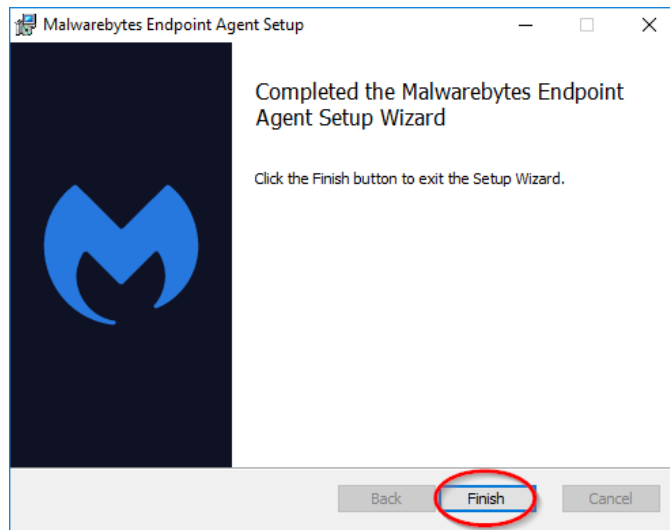 Malwarebytes Endpoint Agent Setup
Completed the Malwarebytes Endpoint
Agent Setup Wizard
Click the Finish button to exit the Setup Wizard.
Back Finish Cancel